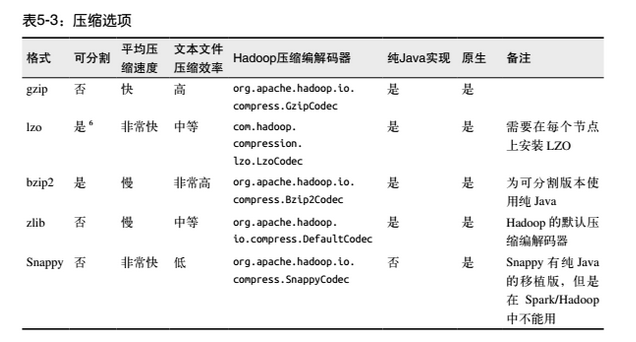 表5-3：压缩选项
格式 可分割 平均压缩速度 文本文件压缩效率 Hadoop压缩编解码器 纯Java实现 原生 备注
gzip 否 快 高 org.apache.hadoop.io.compress.GzipCodec 是 是
lzo 是6 非常快 中等 com.hadoop.compression.lzo.LzoCodec 是 是 需要在每个节点上安装 LZO
bzip2 是 慢 非常高 org.apache.hadoop.io.compress.Bzip2Codec 是 是 为可分割版本使用纯 Java
zlib 否 慢 中等 org.apache.hadoop.io.compress.DefaultCodec 是 是 Hadoop 的默认压缩编解码器
Snappy 否 非常快 低 org.apache.hadoop.io.compress.SnappyCodec 否 是 Snappy 有纯 Java 的移植版，但是在 Spark/Hadoop 中不能用